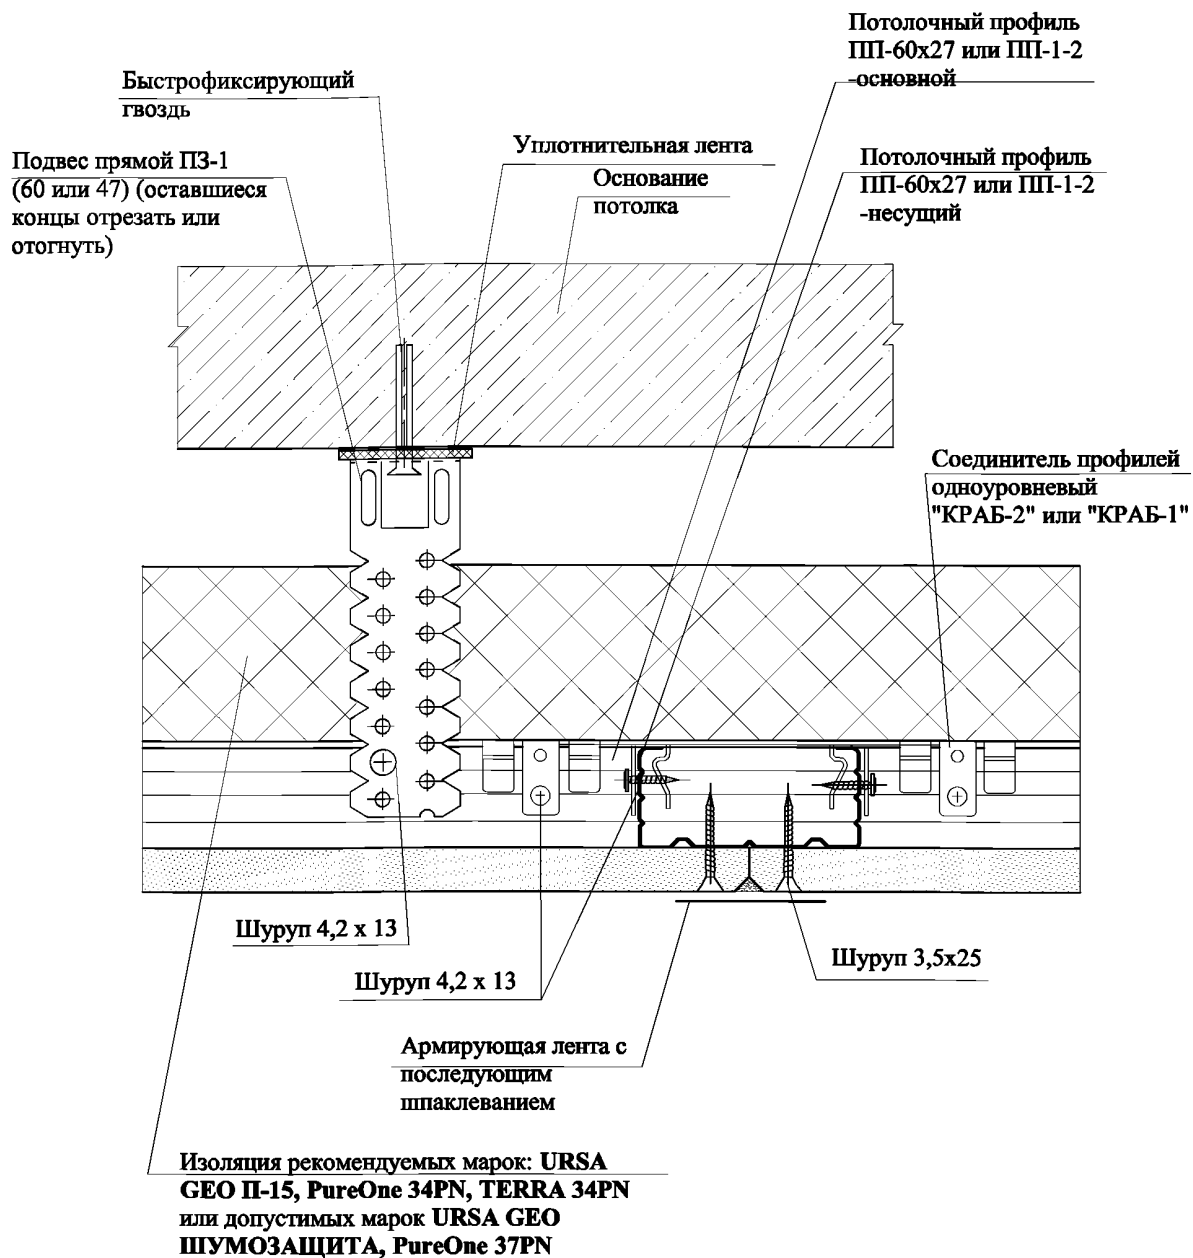 Потолочный профиль
ПП-60х27 или ПП-1-2
-основной
Быстрофиксирующий
гвоздь
Уплотнительная лента
Подвес прямой ПЗ-1
(60 или 47) (оставшиеся
концы отрезать или
отогнуть)
Основание
потолка
Потолочный профиль
ПП-60х27 или ПП-1-2
-несущий
Соединитель профилей
одноуровневый
"КРАБ-2" или "КРАБ-1"
Шуруп 4,2 х 13
Шуруп 4,2 х 13
Шуруп 3,5х25
Армирующая лента с
последующим
шпаклеванием
Изоляция рекомендуемых марок: URSA
GEO П-15, PureOne 34PN, TERRA 34PN
или допустимых марок URSA GEO
ШУМОЗАЩИТА, PureOne 37PN